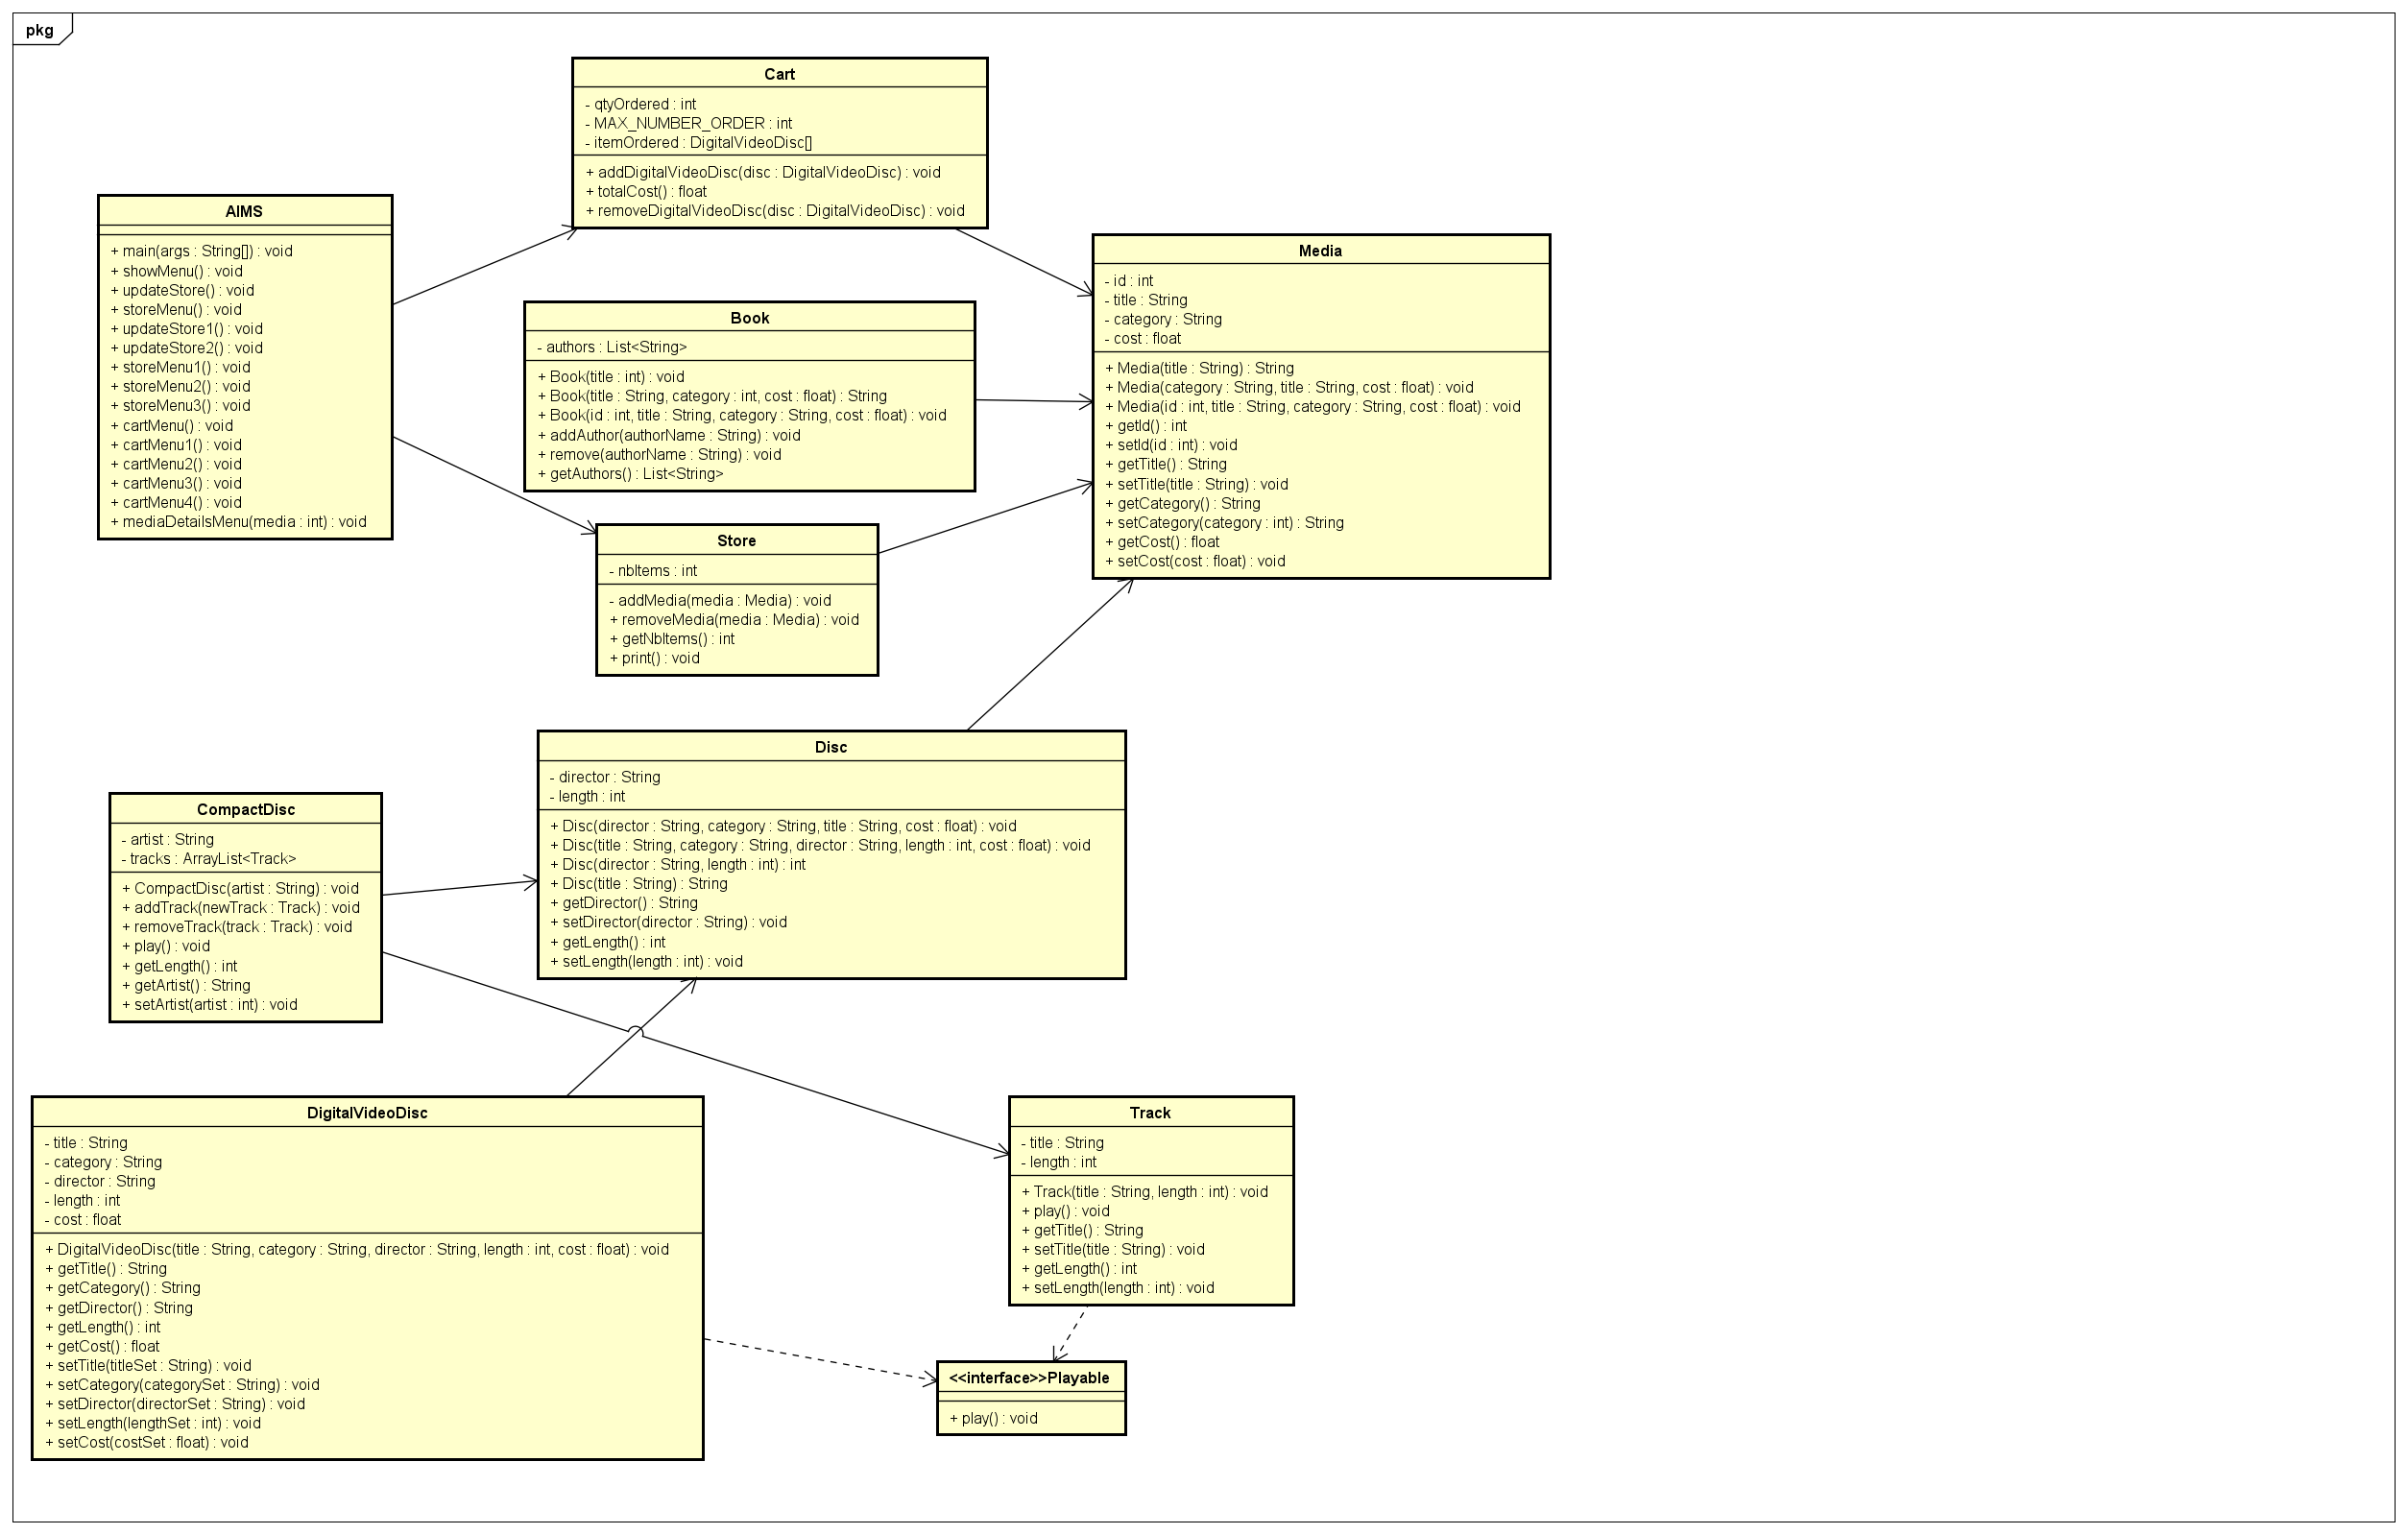 pkg
Cart
- qtyOrdered : int
- MAX_NUMBER_ORDER : int
- itemOrdered : DigitalVideoDisc[]
+ addDigitalVideoDisc(disc : DigitalVideoDisc) : void
+ totalCost() : float
+ removeDigitalVideoDisc(disc : DigitalVideoDisc) : void
AIMS
+ main(args : String[]) : void
+ showMenu() : void
+ updateStore() : void
+ storeMenu() : void
+ updateStore1() : void
+ updateStore2() : void
+ storeMenu1() : void
+ storeMenu2() : void
+ storeMenu3() : void
+ cartMenu() : void
+ cartMenu1() : void
+ cartMenu2() : void
+ cartMenu3() : void
+ cartMenu4() : void
+ mediaDetailsMenu(media : int) : void
Media
- id : int
- title : String
- category : String
- cost : float
+ Media(title : String) : String
+ Media(category : String, title : String, cost : float) : void
+ Media(id : int, title : String, category : String, cost : float) : void
+ getId() : int
+ setId(id : int) : void
+ getTitle() : String
+ setTitle(title : String) : void
+ getCategory() : String
+ setCategory(category : int) : String
+ getCost() : float
+ setCost(cost : float) : void
Book
- authors : List<String>
+ Book(title : int) : void
+ Book(title : String, category : int, cost : float) : String
+ Book(id : int, title : String, category : String, cost : float) : void
+ addAuthor(authorName : String) : void
+ remove(authorName : String) : void
+ getAuthors() : List<String>
Store
- nbItems : int
- addMedia(media : Media) : void
+ removeMedia(media : Media) : void
+ getNbItems() : int
+ print() : void
Disc
- director : String
- length : int
+ Disc(director : String, category : String, title : String, cost : float) : void
+ Disc(title : String, category : String, director : String, length : int, cost : float) : void
+ Disc(director : String, length : int) : int
+ Disc(title : String) : String
+ getDirector() : String
+ setDirector(director : String) : void
+ getLength() : int
+ setLength(length : int) : void
CompactDisc
- artist : String
- tracks : ArrayList<Track>
+ CompactDisc(artist : String) : void
+ addTrack(newTrack : Track) : void
+ removeTrack(track : Track) : void
+ play() : void
+ getLength() : int
+ getArtist() : String
+ setArtist(artist : int) : void
DigitalVideoDisc
- title : String
- category : String
- director : String
- length : int
- cost : float
+ DigitalVideoDisc(title : String, category : String, director : String, length : int, cost : float) : void
+ getTitle() : String
+ getCategory() : String
+ getDirector() : String
+ getLength() : int
+ getCost() : float
+ setTitle(titleSet : String) : void
+ setCategory(categorySet : String) : void
+ setDirector(directorSet : String) : void
+ setLength(lengthSet : int) : void
+ setCost(costSet : float) : void
Track
- title : String
- length : int
+ Track(title : String, length : int) : void
+ play() : void
+ getTitle() : String
+ setTitle(title : String) : void
+ getLength() : int
+ setLength(length : int) : void
<<interface>>Playable
+ play() : void